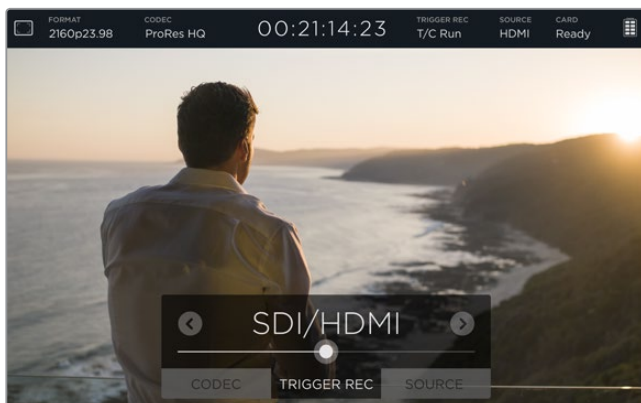 FORMAT CODEC TRIGGER REC SOURCE CARD
2160p23.98 ProRes HQ 00:21:14:23 T/C Run HDMI Ready
SDI/HDMI
CODEC TRIGGER REC SOURCE